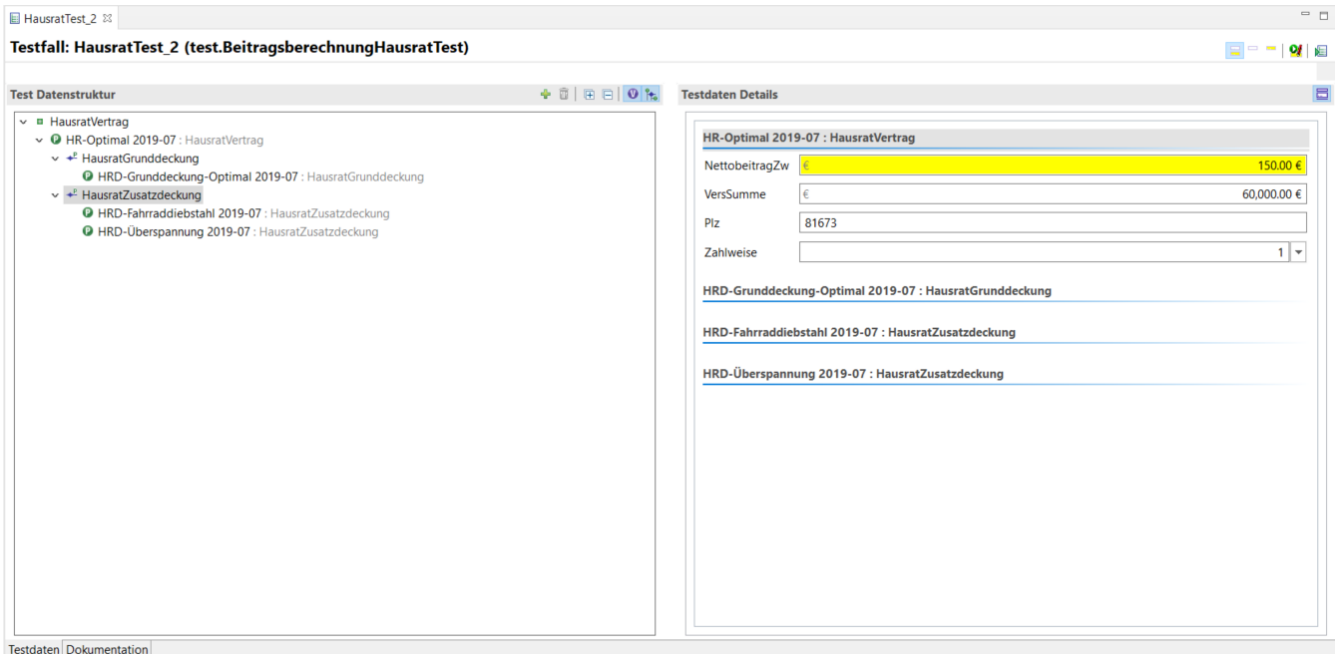 HausratTest_2
Testfall: HausratTest_2 (test.BeitragsberechnungHausratTest)
Test Datenstruktur
HausratVertrag
HR-Optimal 2019-07 : HausratVertrag
HausratGrunddeckung
HRD-Grunddeckung-Optimal 2019-07 : HausratGrunddeckung
HausratZusatzdeckung
HRD-Fahrraddiebstahl 2019-07 : HausratZusatzdeckung
HRD-Überspannung 2019-07 : HausratZusatzdeckung
Testdaten Details
HR-Optimal 2019-07 : HausratVertrag
NettobeitragZw € 150.00 €
VersSumme € 60,000.00 €
Plz 81673
Zahlweise 1
HRD-Grunddeckung-Optimal 2019-07 : HausratGrunddeckung
HRD-Fahrraddiebstahl 2019-07 : HausratZusatzdeckung
HRD-Überspannung 2019-07 : HausratZusatzdeckung
Testdaten Dokumentation